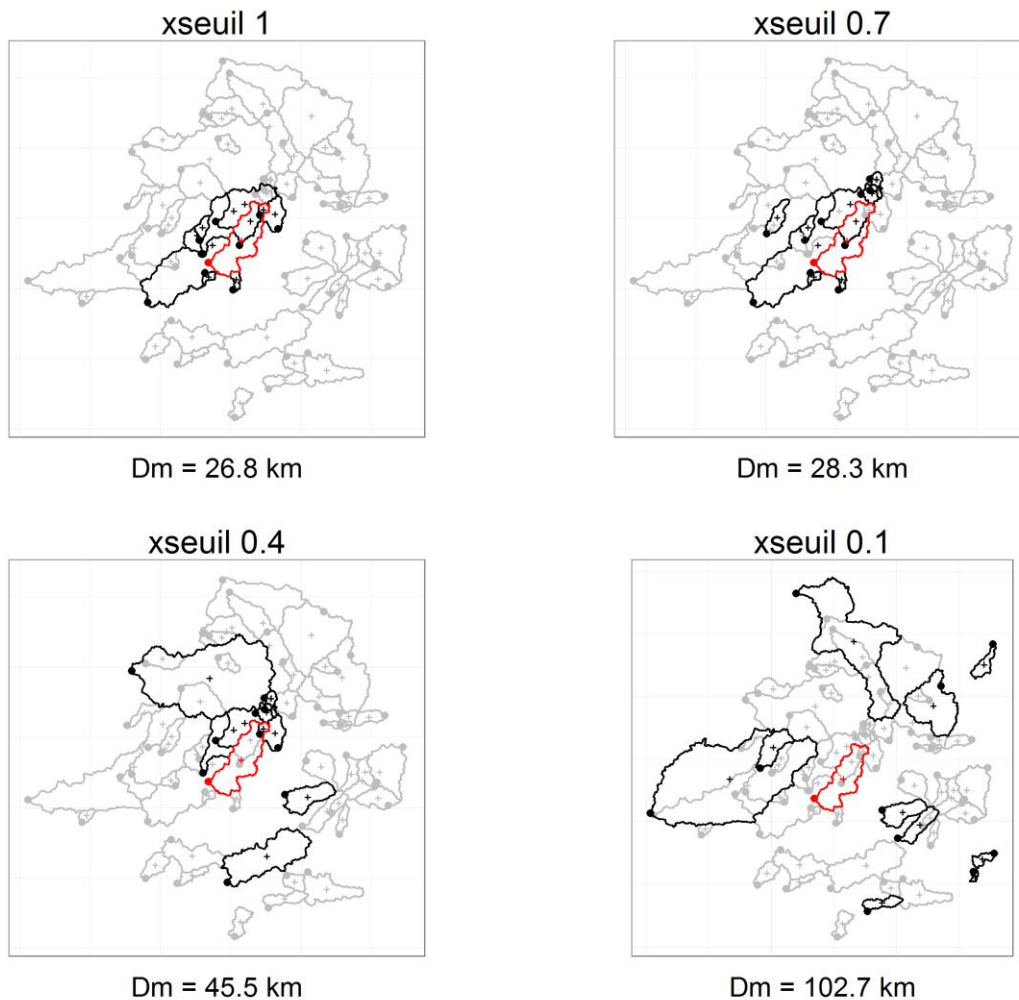 xseuil 1
xseuil 0.7
Dm = 26.8 km
Dm = 28.3 km
xseuil 0.4
xseuil 0.1
Dm = 45.5 km
Dm = 102.7 km